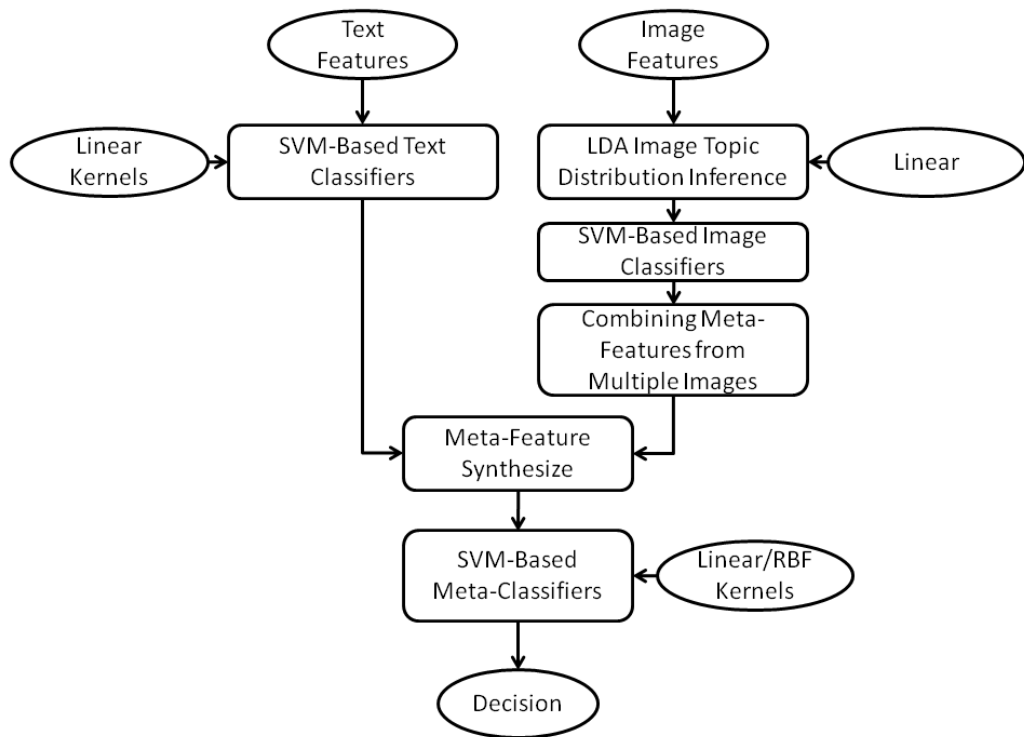 Text
Features
Image
Features
Linear
Kernels
SVM-Based Text
Classifiers
LDA Image Topic
Distribution Inference
Linear
SVM-Based Image
Classifiers
Combining Meta-
Features from
Multiple Images
Meta-Feature
Synthesize
SVM-Based
Meta-Classifiers
Linear/RBF
Kernels
Decision